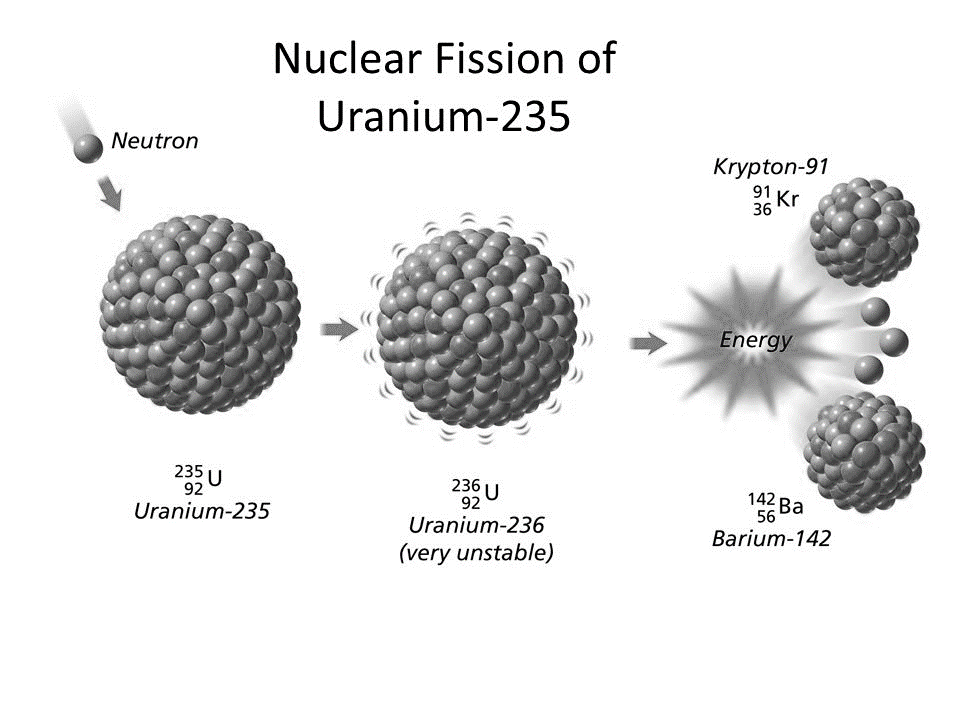 Nuclear Fission of
Uranium-235
Neutron
235
92 U
Uranium-235
236
92 U
Uranium-236
(very unstable)
Energy
Krypton-91
91
36 Kr
142
56 Ba
Barium-142